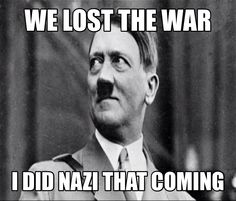 WE LOST THE WAR
I DID NAZI THAT COMING